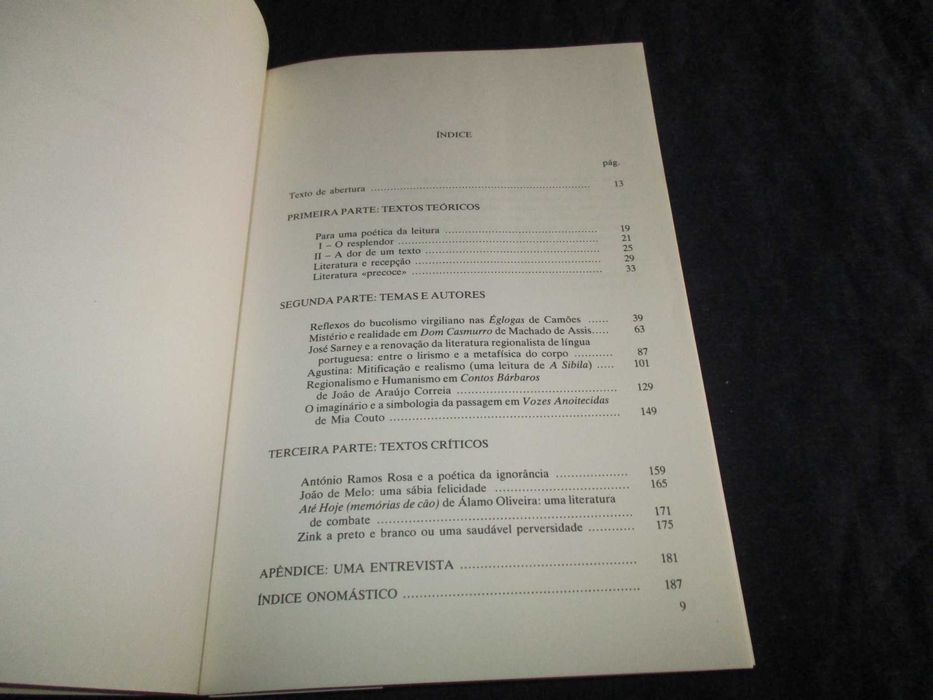 ÍNDICE
pág.
Texto de abertura ........................................................................ 13
PRIMEIRA PARTE: TEXTOS TEÓRICOS
Para uma poética da leitura .................................................. 19
I – O resplendor .................................................................. 21
II – A dor de um texto ........................................................ 25
Literatura e recepção ............................................................ 29
Literatura «precoce» ............................................................. 33
SEGUNDA PARTE: TEMAS E AUTORES
Reflexos do bucolismo virgiliano nas Églogas de Camões ...... 39
Mistério e realidade em Dom Casmurro de Machado de Assis..... 63
José Sarney e a renovação da literatura regionalista de língua
portuguesa: entre o lirismo e a metafísica do corpo ........... 87
Agustina: Mitificação e realismo (uma leitura de A Sibila) ..... 101
Regionalismo e Humanismo em Contos Bárbaros
de João de Araújo Correia .................................................. 129
O imaginário e a simbologia da passagem em Vozes Anoitecidas
de Mia Couto ...................................................................... 149
TERCEIRA PARTE: TEXTOS CRÍTICOS
António Ramos Rosa e a poética da ignorância ..................... 159
João de Melo: uma sábia felicidade ........................................ 165
Até Hoje (memórias de cão) de Álamo Oliveira: uma literatura
de combate ............................................................................ 171
Zink a preto e branco ou uma saudável perversidade ............ 175
APÊNDICE: UMA ENTREVISTA .................................................. 181
ÍNDICE ONOMÁSTICO .................................................................. 187
9